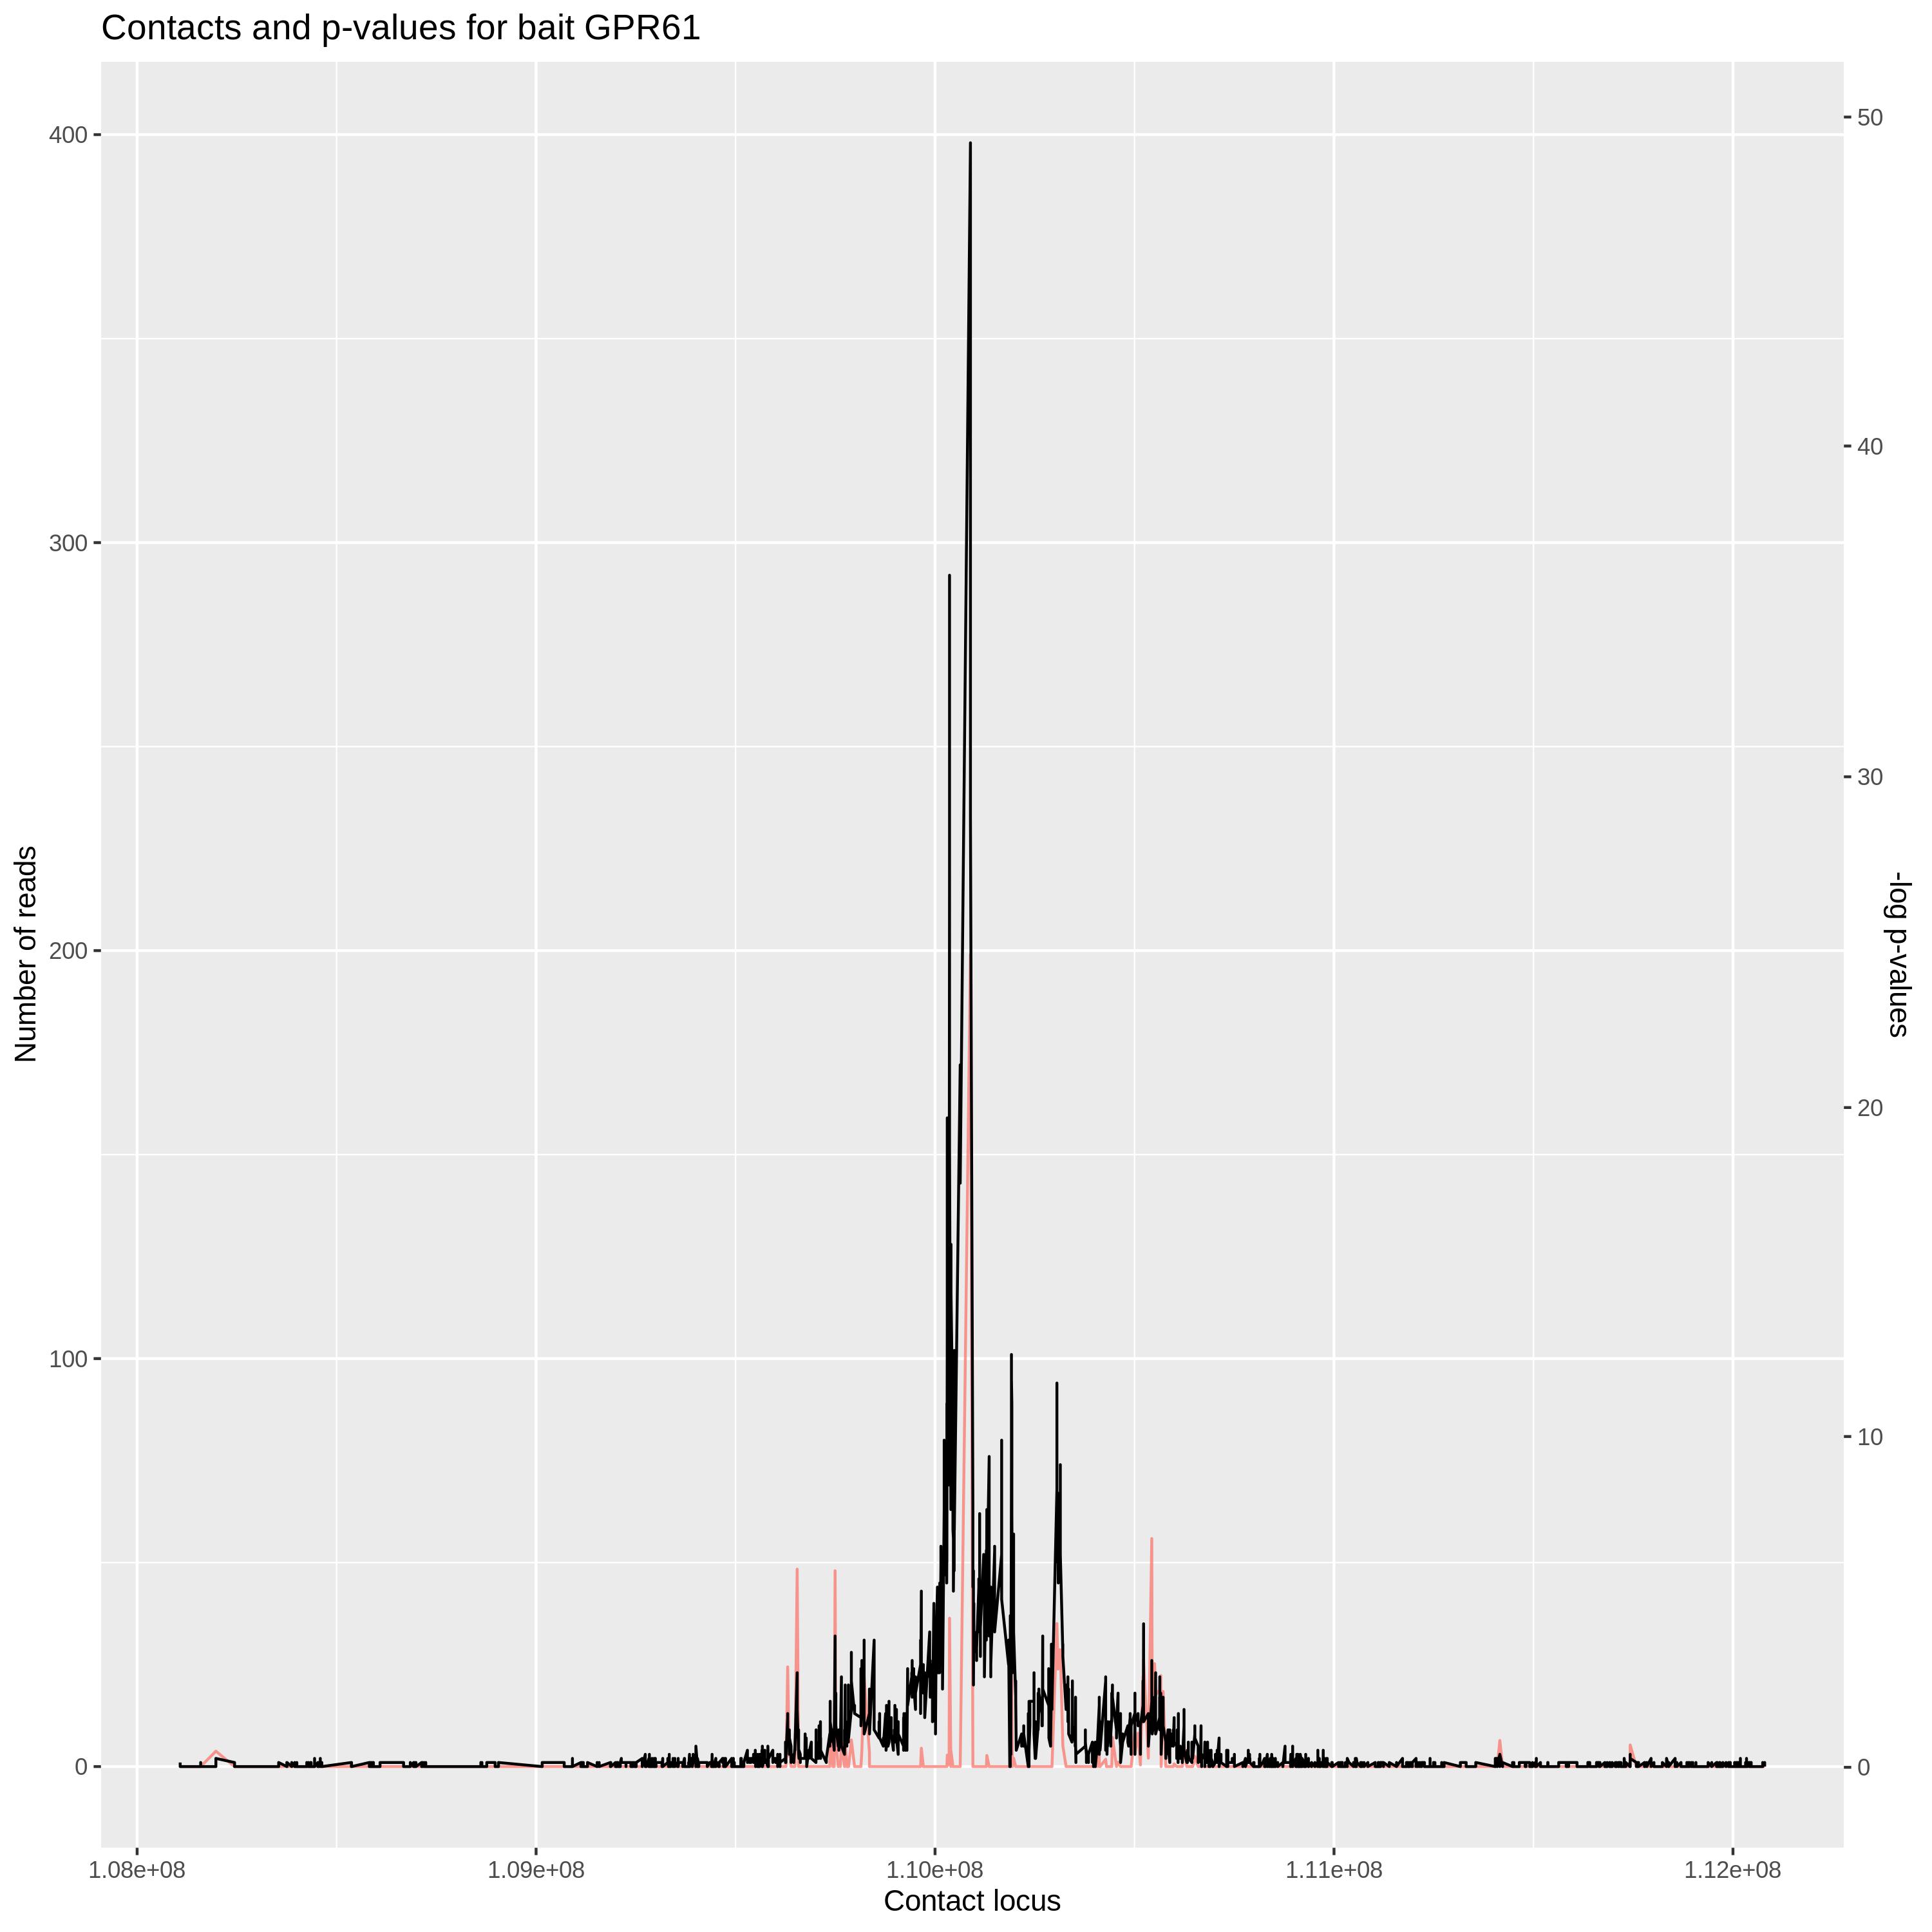 Contacts and p-values for bait GPR61
400
300
200
100
0
Number of reads
50
40
30
20
10
0
-log p-values
1.08e+08
1.09e+08
1.10e+08
1.11e+08
1.12e+08
Contact locus